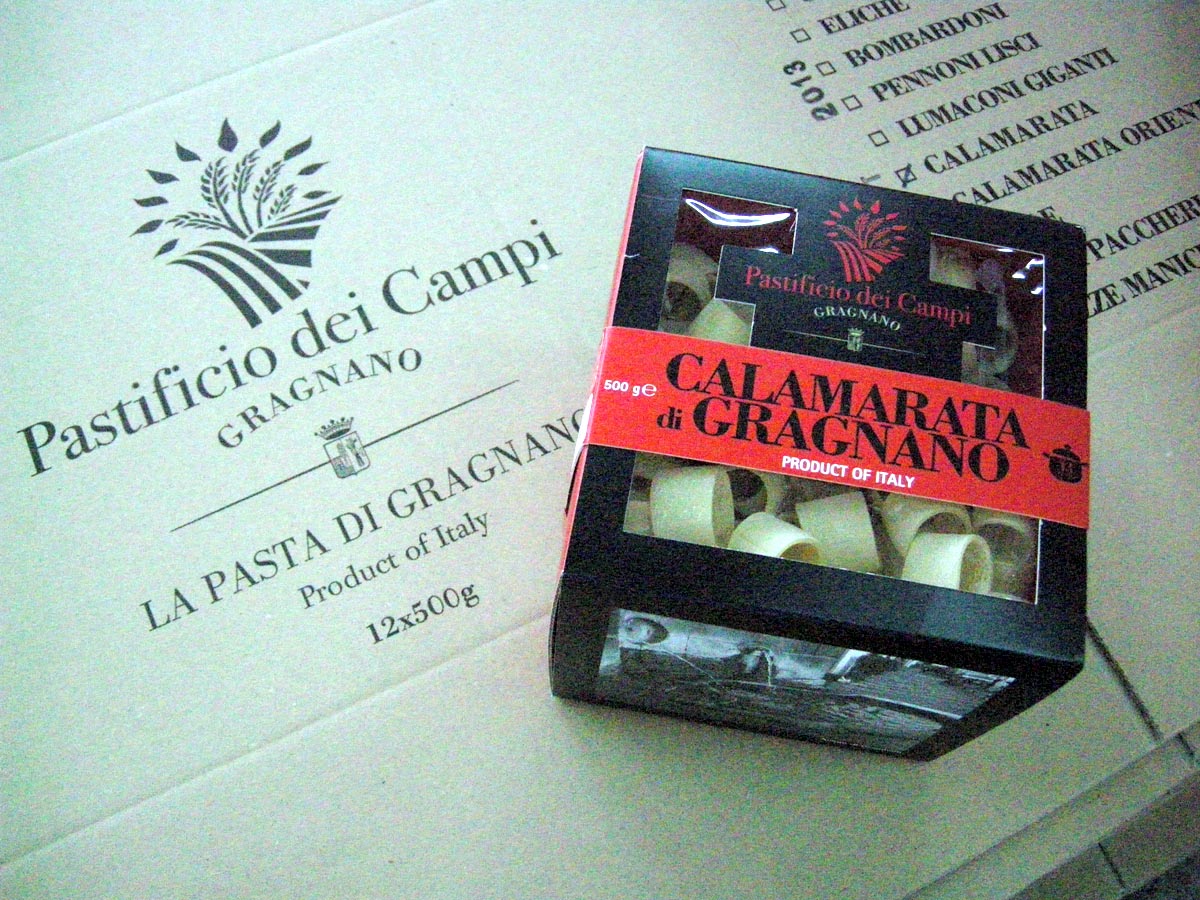 Pastificio dei Campi
GRAGNANO
LA PASTA DI GRAGNANO
Product of Italy
12x500g
2013
ELICHE
BOMBARDONI
PENNONI LISCI
LUMACONI GIGANTI
CALAMARATA
CALAMARATA ORIEN
PACCHERI
ZE MANIC
Pastificio dei Campi
GRAGNANO
500 g℮
CALAMARATA
di GRAGNANO
PRODUCT OF ITALY